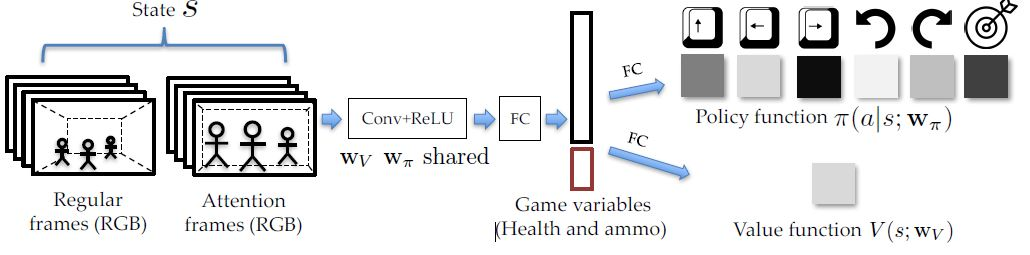 State S
Regular
frames (RGB)
Attention
frames (RGB)
Conv+ReLU
w_V w_π shared
FC
Game variables
(Health and ammo)
FC
FC
Policy function π(a|s; w_π)
Value function V(s; w_V)